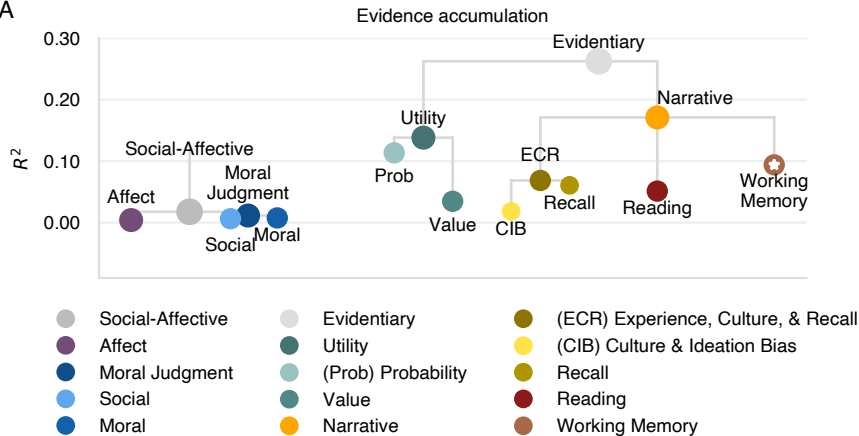 A
Evidence accumulation
0.30
Evidentiary
0.20
Narrative
Utility
R²
Social-Affective
ECR
0.10
Moral
Judgment
Prob
Working
Memory
Affect
Recall
Reading
Value
CIB
0.00
Social
Moral
Social-Affective
Evidentiary
(ECR) Experience, Culture, & Recall
Affect
Utility
(CIB) Culture & Ideation Bias
Moral Judgment
(Prob) Probability
Recall
Social
Value
Reading
Moral
Narrative
Working Memory